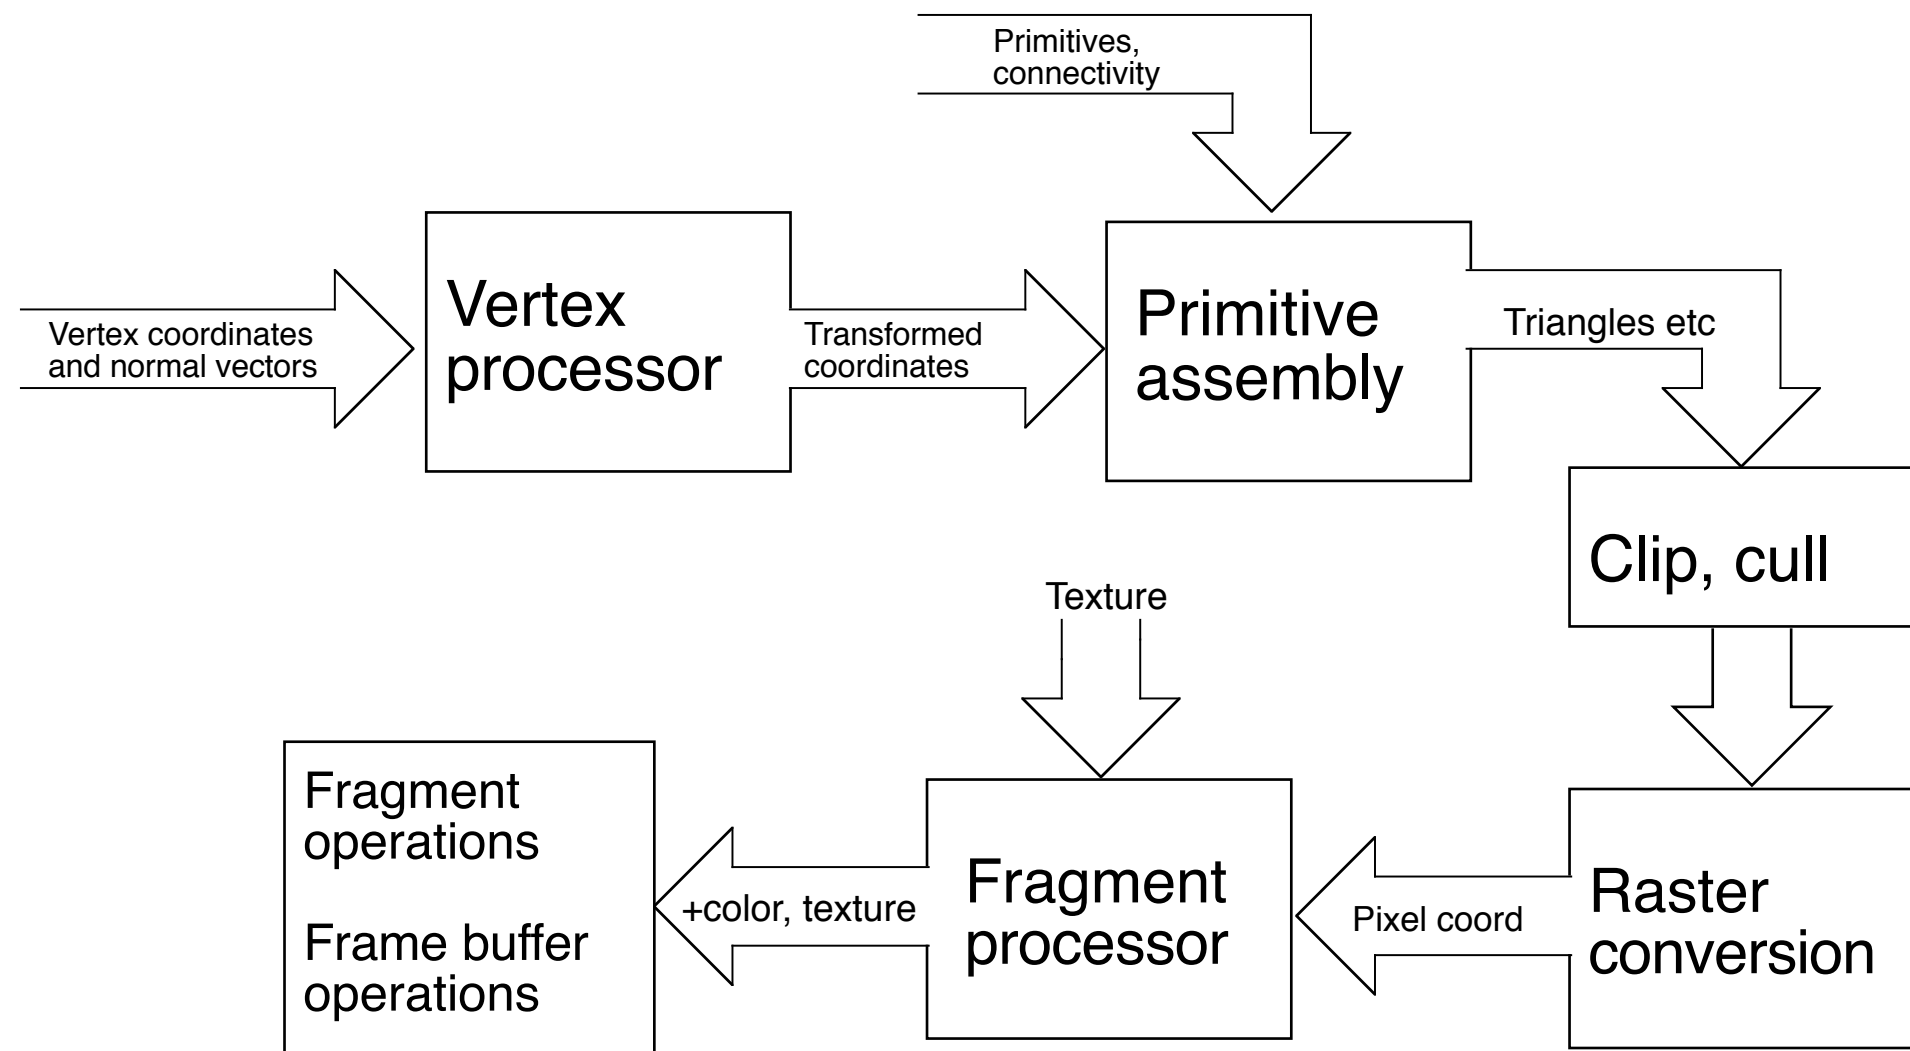 Primitives,
connectivity
Vertex coordinates
and normal vectors
Vertex
processor
Transformed
coordinates
Primitive
assembly
Triangles etc
Clip, cull
Texture
Raster
conversion
Pixel coord
Fragment
processor
+color, texture
Fragment
operations
Frame buffer
operations